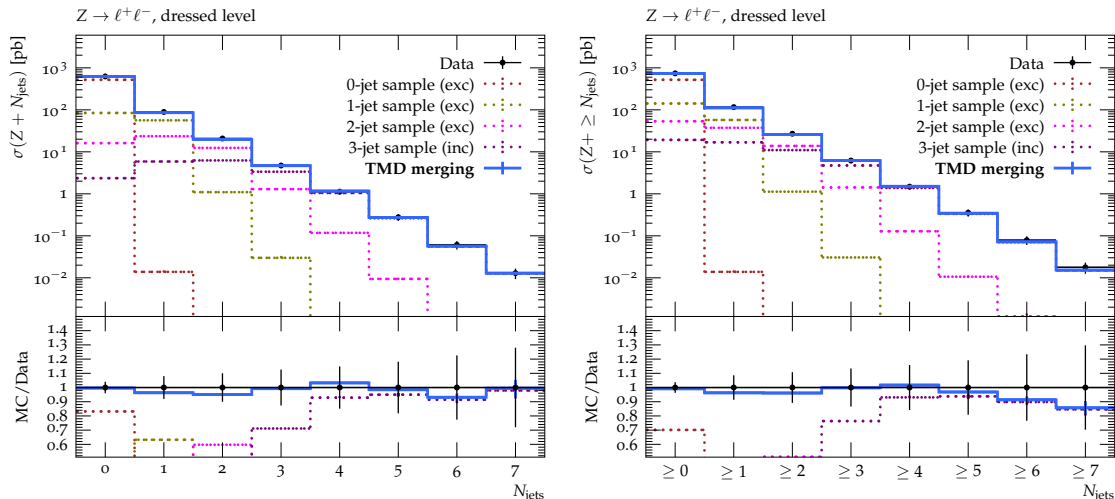 Z → ℓ⁺ℓ⁻, dressed level
σ(Z + N_jets) [pb]
10³
10²
10¹
1
10⁻¹
10⁻²
Data
0-jet sample (exc)
1-jet sample (exc)
2-jet sample (exc)
3-jet sample (inc)
TMD merging
MC/Data
1.4
1.3
1.2
1.1
1
0.9
0.8
0.7
0.6
0 1 2 3 4 5 6 7
N_jets
Z → ℓ⁺ℓ⁻, dressed level
σ(Z+ ≥ N_jets) [pb]
10³
10²
10¹
1
10⁻¹
10⁻²
Data
0-jet sample (exc)
1-jet sample (exc)
2-jet sample (exc)
3-jet sample (inc)
TMD merging
MC/Data
1.4
1.3
1.2
1.1
1
0.9
0.8
0.7
0.6
≥ 0 ≥ 1 ≥ 2 ≥ 3 ≥ 4 ≥ 5 ≥ 6 ≥ 7
N_jets